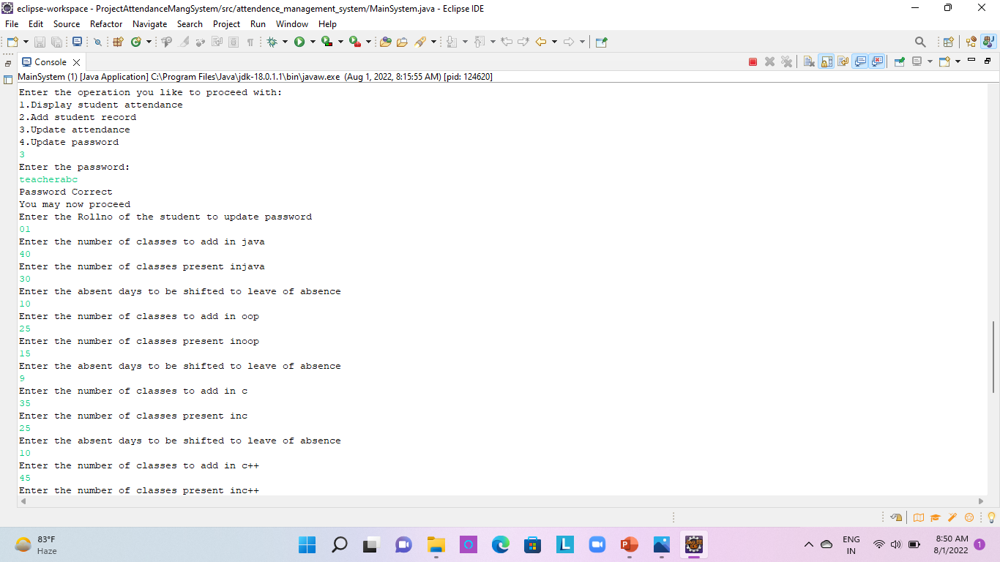 eclipse-workspace - ProjectAttendanceMangSystem/src/attendence_management_system/MainSystem.java - Eclipse IDE
File Edit Source Refactor Navigate Search Project Run Window Help
Console
MainSystem (1) [Java Application] C:\Program Files\Java\jdk-18.0.1.1\bin\javaw.exe (Aug 1, 2022, 8:15:55 AM) [pid: 124620]
Enter the operation you like to proceed with:
1.Display student attendance
2.Add student record
3.Update attendance
4.Update password
3
Enter the password:
teacherabc
Password Correct
You may now proceed
Enter the Rollno of the student to update password
01
Enter the number of classes to add in java
40
Enter the number of classes present injava
30
Enter the absent days to be shifted to leave of absence
10
Enter the number of classes to add in oop
25
Enter the number of classes present inoop
15
Enter the absent days to be shifted to leave of absence
9
Enter the number of classes to add in c
35
Enter the number of classes present inc
25
Enter the absent days to be shifted to leave of absence
10
Enter the number of classes to add in c++
45
Enter the number of classes present inc++
83°F
Haze
L
P
Java EE
IDE
ENG
IN
8:50 AM
8/1/2022
1